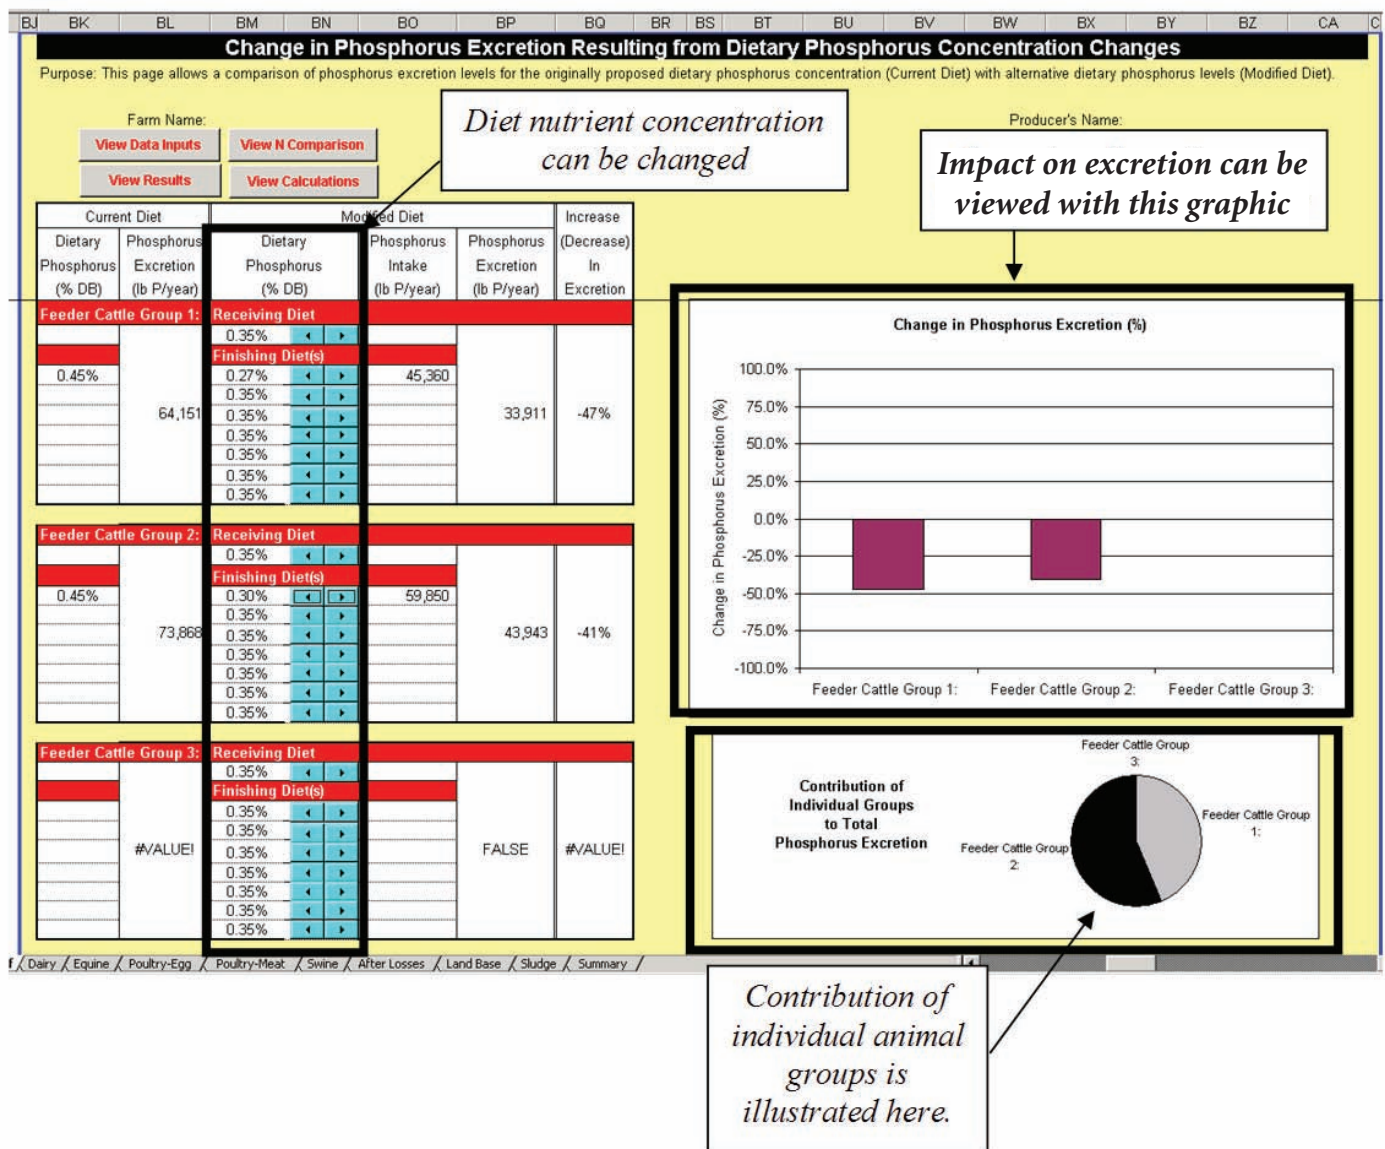 BJ BK BL BM BN BO BP BQ BR BS BT BU BV BW BX BY BZ CA C
Change in Phosphorus Excretion Resulting from Dietary Phosphorus Concentration Changes
Purpose: This page allows a comparison of phosphorus excretion levels for the originally proposed dietary phosphorus concentration (Current Diet) with alternative dietary phosphorus levels (Modified Diet).
Diet nutrient concentration
can be changed
Farm Name:
Producer's Name:
View Data Inputs View N Comparison
View Results View Calculations
Impact on excretion can be
viewed with this graphic
Current Diet Modified Diet Increase
Dietary Phosphorus Dietary Phosphorus Phosphorus (Decrease)
Phosphorus Excretion Phosphorus Intake Excretion In
(% DB) (lb P/year) (% DB) (lb P/year) (lb P/year) Excretion
Feeder Cattle Group 1: Receiving Diet
0.35%
Finishing Diet(s)
0.45% 0.27% 45,360
0.35%
64,151 0.35% 33,911 -47%
0.35%
0.35%
0.35%
0.35%
Feeder Cattle Group 2: Receiving Diet
0.35%
Finishing Diet(s)
0.45% 0.30% 59,850
0.35%
73,868 0.35% 43,943 -41%
0.35%
0.35%
0.35%
0.35%
Feeder Cattle Group 3: Receiving Diet
0.35%
Finishing Diet(s)
0.35%
0.35%
#VALUE! 0.35% FALSE #VALUE!
0.35%
0.35%
0.35%
0.35%
Change in Phosphorus Excretion (%)
Change in Phosphorus Excretion (%)
100.0%
75.0%
50.0%
25.0%
0.0%
-25.0%
-50.0%
-75.0%
-100.0%
Feeder Cattle Group 1: Feeder Cattle Group 2: Feeder Cattle Group 3:
Contribution of
Individual Groups
to Total
Phosphorus Excretion
Feeder Cattle Group
3:
Feeder Cattle Group
1:
Feeder Cattle Group
2:
f Dairy Equine Poultry-Egg Poultry-Meat Swine After Losses Land Base Sludge Summary
Contribution of
individual animal
groups is
illustrated here.